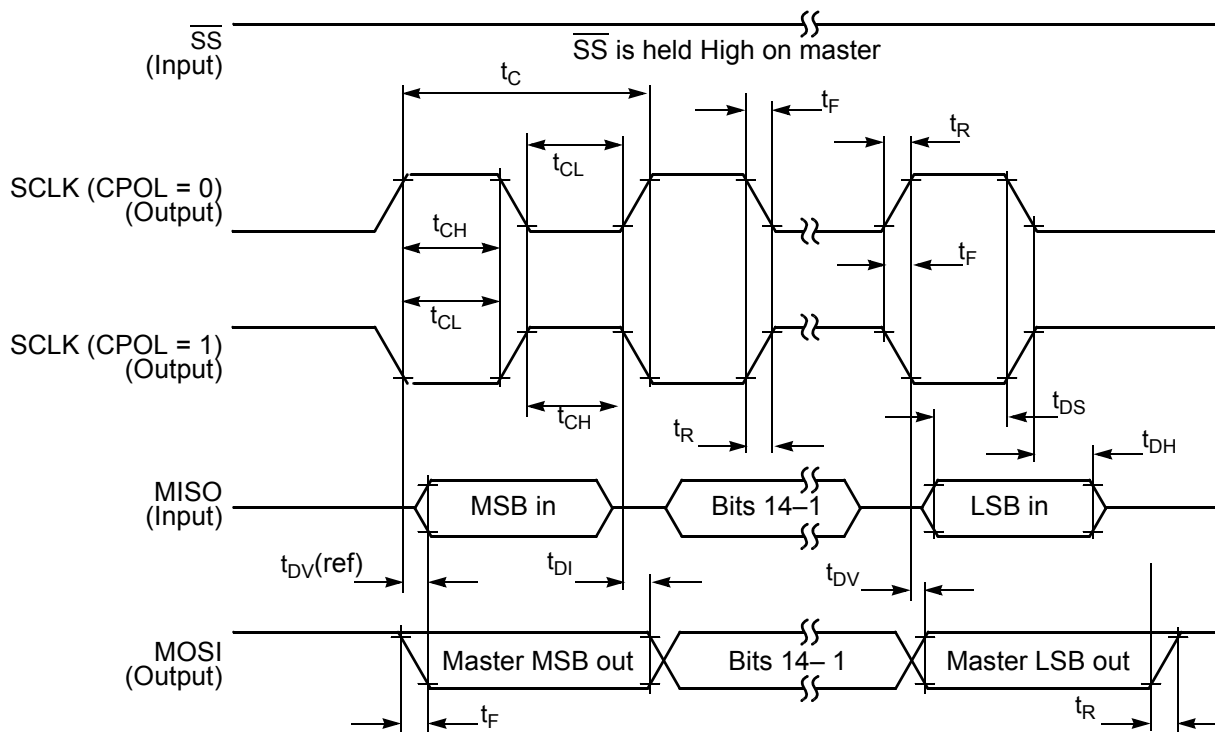 SS
(Input)
SS is held High on master
tC
tF
tR
tCL
SCLK (CPOL = 0)
(Output)
tCH
tF
tCL
SCLK (CPOL = 1)
(Output)
tCH
tR
tDS
tDH
MISO
(Input)
MSB in
Bits 14–1
LSB in
tDV(ref)
tDI
tDV
MOSI
(Output)
Master MSB out
Bits 14– 1
Master LSB out
tF
tR